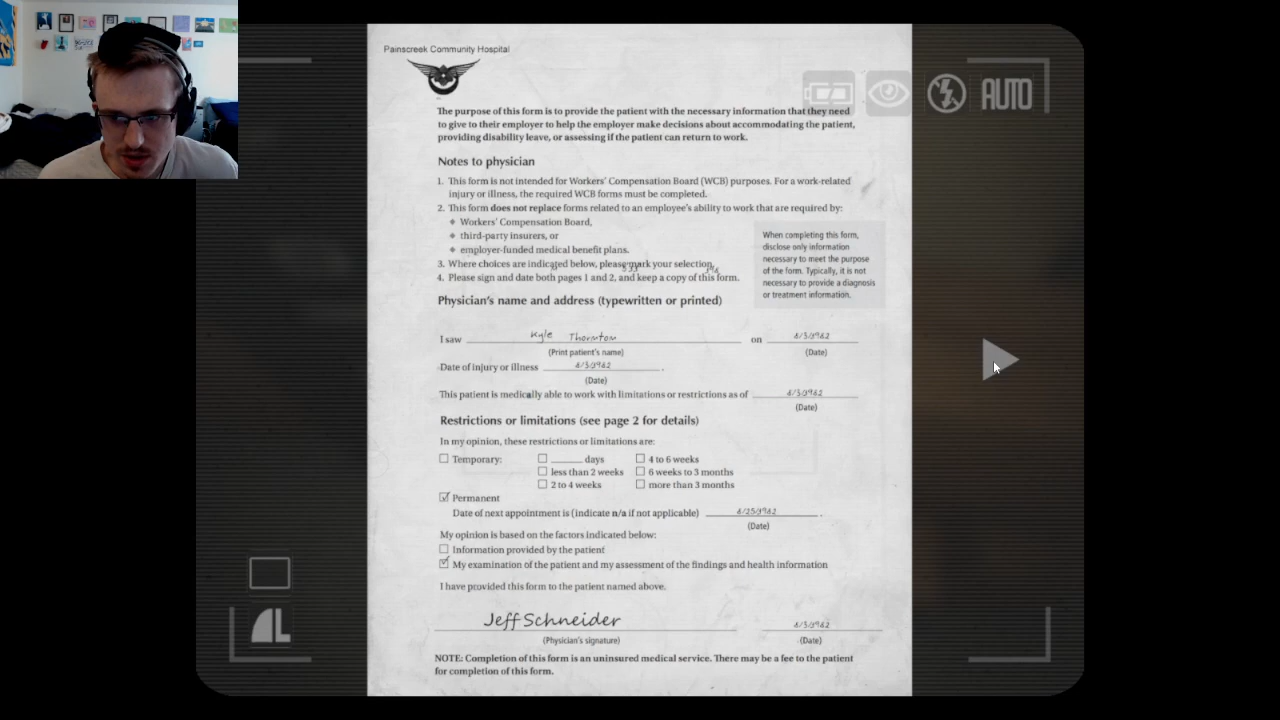 Painscreek Community Hospital
AUTO
The purpose of this form is to provide the patient with the necessary information that they need
to give to their employer to help the employer make decisions about accommodating the patient,
providing disability leave, or assessing if the patient can return to work.
Notes to physician
1. This form is not intended for Workers' Compensation Board (WCB) purposes. For a work-related
injury or illness, the required WCB forms must be completed.
2. This form does not replace forms related to an employee's ability to work that are required by:
Workers' Compensation Board,
third-party insurers, or
employer-funded medical benefit plans.
3. Where choices are indicated below, please mark your selection.
4. Please sign and date both pages 1 and 2, and keep a copy of this form.
When completing this form,
disclose only information
necessary to meet the purpose
of the form. Typically, it is not
necessary to provide a diagnosis
or treatment information.
Physician's name and address (typewritten or printed)
I saw Kyle Thornton on
(Print patient's name) (Date)
Date of injury or illness
(Date)
This patient is medically able to work with limitations or restrictions as of
(Date)
Restrictions or limitations (see page 2 for details)
In my opinion, these restrictions or limitations are:
Temporary: days 4 to 6 weeks
less than 2 weeks 6 weeks to 3 months
2 to 4 weeks more than 3 months
Permanent
Date of next appointment is (indicate n/a if not applicable)
(Date)
My opinion is based on the factors indicated below:
Information provided by the patient
My examination of the patient and my assessment of the findings and health information
I have provided this form to the patient named above.
Jeff Schneider
(Physician's signature) (Date)
NOTE: Completion of this form is an uninsured medical service. There may be a fee to the patient
for completion of this form.